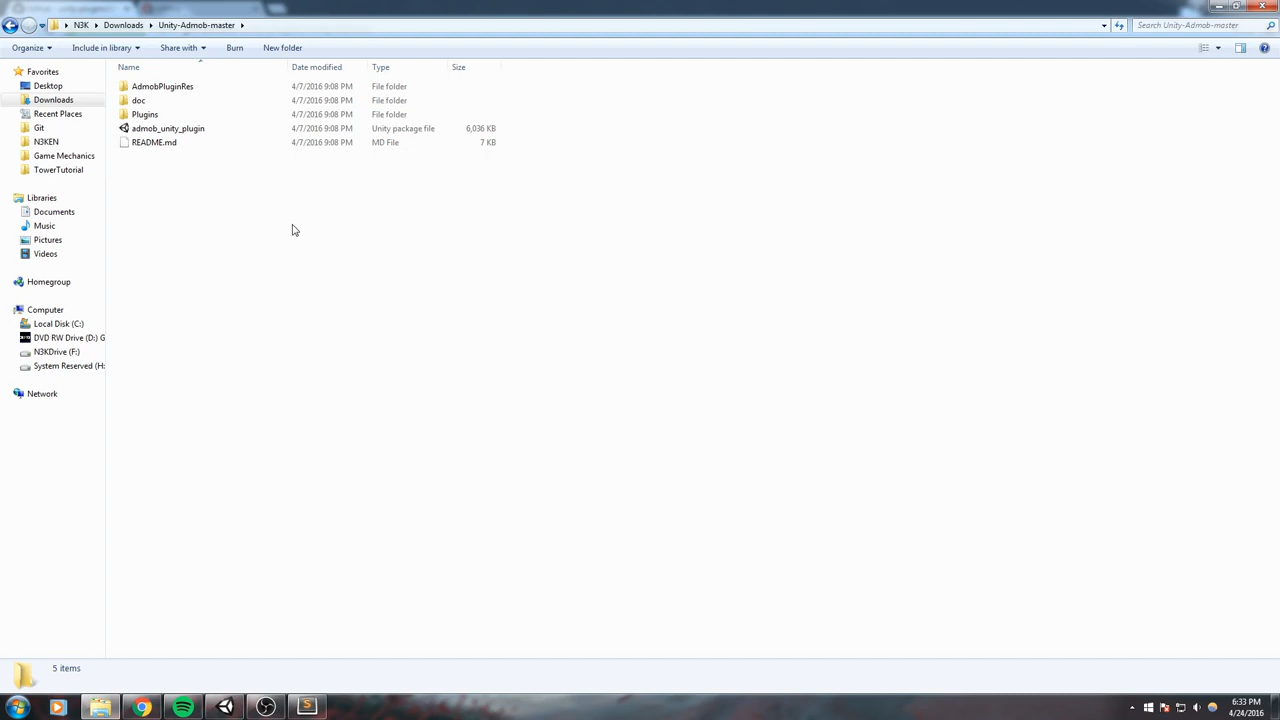 N3K Downloads Unity-Admob-master
Search Unity-Admob-master
Organize Include in library Share with Burn New folder
Name Date modified Type Size
AdmobPluginRes 4/7/2016 9:08 PM File folder
doc 4/7/2016 9:08 PM File folder
Plugins 4/7/2016 9:08 PM File folder
admob_unity_plugin 4/7/2016 9:08 PM Unity package file 6,036 KB
README.md 4/7/2016 9:08 PM MD File 7 KB
Favorites
Desktop
Downloads
Recent Places
Git
N3KEN
Game Mechanics
TowerTutorial
Libraries
Documents
Music
Pictures
Videos
Homegroup
Computer
Local Disk (C:)
DVD RW Drive (D:) G
N3KDrive (F:)
System Reserved (H:
Network
5 items
6:33 PM
4/24/2016